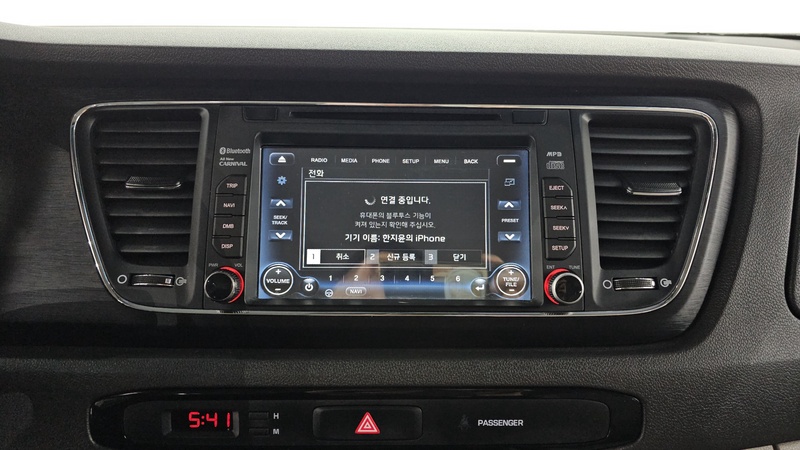 Bluetooth
All New
CARNIVAL
RADIO MEDIA PHONE SETUP MENU BACK
MP3
전화
연결 중입니다.
휴대폰의 블루투스 기능이
켜져 있는지 확인해 주십시오.
기기 이름: 한지윤의 iPhone
1 취소 2 신규 등록 3 닫기
1 2 3 4 5 6
TRIP
NAVI
DMB
DISP
SEEK/
TRACK
PRESET
EJECT
SEEK∧
SEEK∨
SETUP
PWR VOL
VOLUME
NAVI
TUNE/
FILE
ENT TUNE
5:41
H
M
PASSENGER